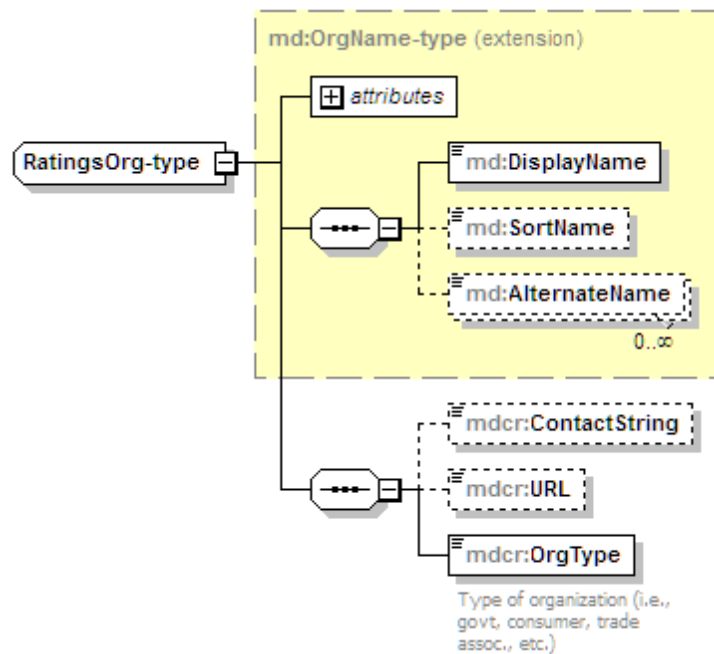 md:OrgName-type (extension)
attributes
RatingsOrg-type
md:DisplayName
md:SortName
md:AlternateName
0..∞
mdcr:ContactString
mdcr:URL
mdcr:OrgType
Type of organization (i.e.,
govt, consumer, trade
assoc., etc.)